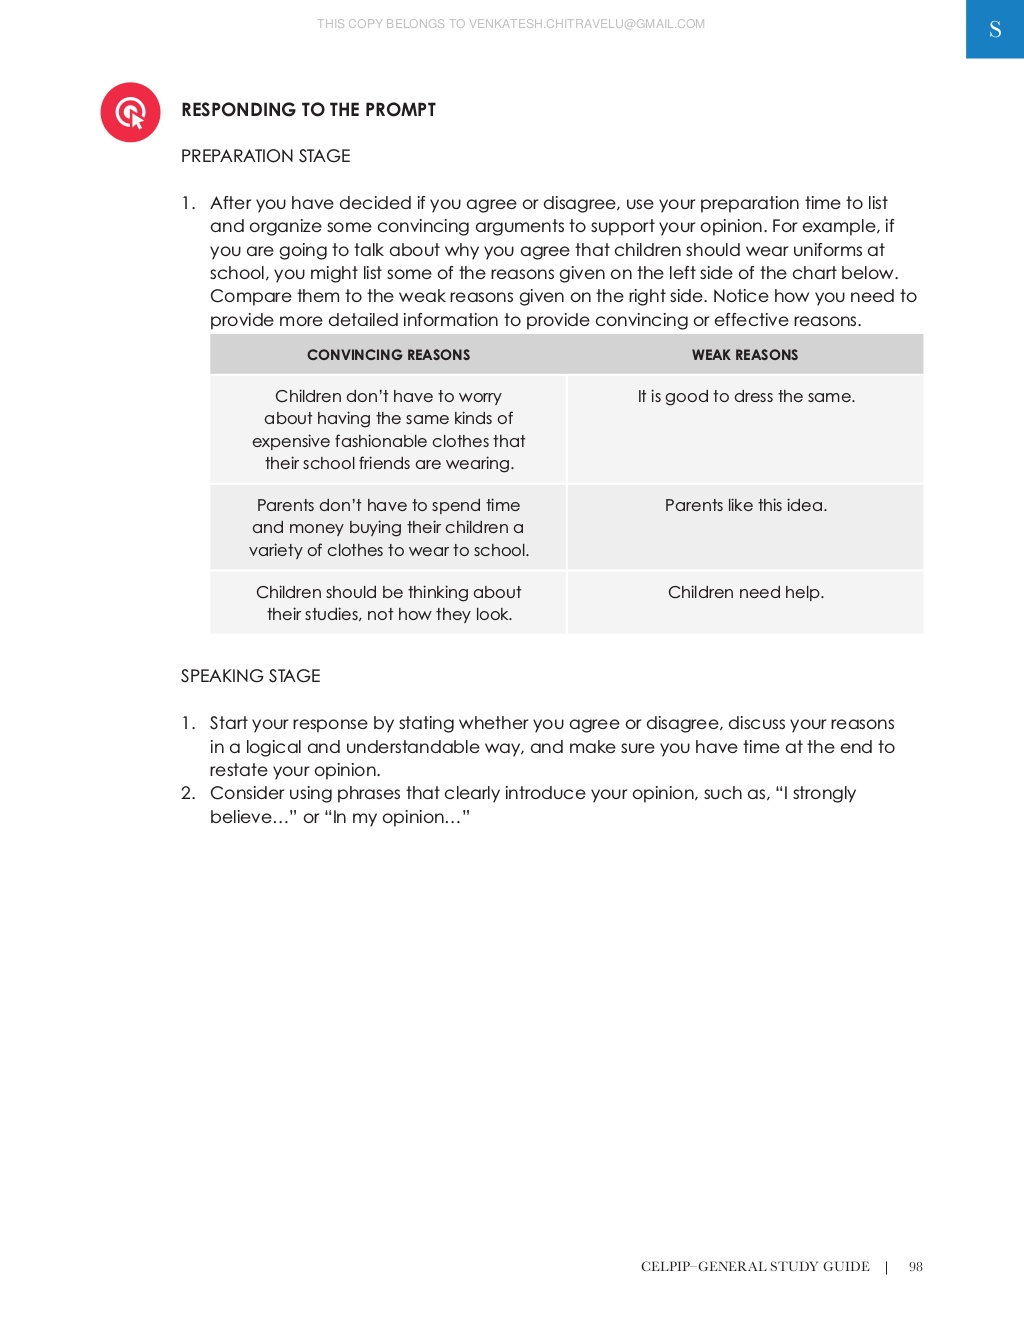 THIS COPY BELONGS TO VENKATESH.CHITRAVELU@GMAIL.COM
S
RESPONDING TO THE PROMPT
PREPARATION STAGE
1. After you have decided if you agree or disagree, use your preparation time to list
and organize some convincing arguments to support your opinion. For example, if
you are going to talk about why you agree that children should wear uniforms at
school, you might list some of the reasons given on the left side of the chart below.
Compare them to the weak reasons given on the right side. Notice how you need to
provide more detailed information to provide convincing or effective reasons.
CONVINCING REASONS
WEAK REASONS
Children don’t have to worry
about having the same kinds of
expensive fashionable clothes that
their school friends are wearing.
It is good to dress the same.
Parents don’t have to spend time
and money buying their children a
variety of clothes to wear to school.
Parents like this idea.
Children should be thinking about
their studies, not how they look.
Children need help.
SPEAKING STAGE
1. Start your response by stating whether you agree or disagree, discuss your reasons
in a logical and understandable way, and make sure you have time at the end to
restate your opinion.
2. Consider using phrases that clearly introduce your opinion, such as, “I strongly
believe…” or “In my opinion…”
CELPIP–GENERAL STUDY GUIDE | 98